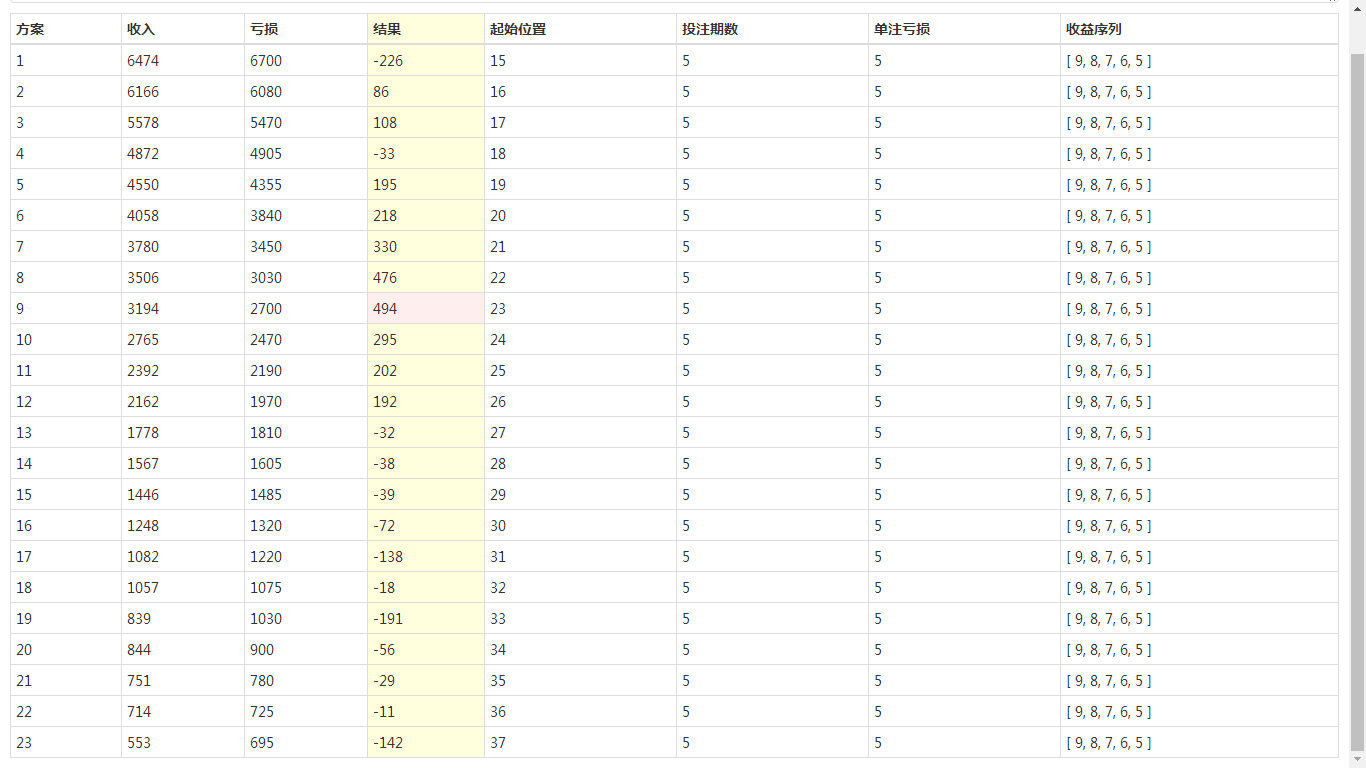 方案 收入 亏损 结果 起始位置 投注期数 单注亏损 收益序列
1 6474 6700 -226 15 5 5 [ 9, 8, 7, 6, 5 ]
2 6166 6080 86 16 5 5 [ 9, 8, 7, 6, 5 ]
3 5578 5470 108 17 5 5 [ 9, 8, 7, 6, 5 ]
4 4872 4905 -33 18 5 5 [ 9, 8, 7, 6, 5 ]
5 4550 4355 195 19 5 5 [ 9, 8, 7, 6, 5 ]
6 4058 3840 218 20 5 5 [ 9, 8, 7, 6, 5 ]
7 3780 3450 330 21 5 5 [ 9, 8, 7, 6, 5 ]
8 3506 3030 476 22 5 5 [ 9, 8, 7, 6, 5 ]
9 3194 2700 494 23 5 5 [ 9, 8, 7, 6, 5 ]
10 2765 2470 295 24 5 5 [ 9, 8, 7, 6, 5 ]
11 2392 2190 202 25 5 5 [ 9, 8, 7, 6, 5 ]
12 2162 1970 192 26 5 5 [ 9, 8, 7, 6, 5 ]
13 1778 1810 -32 27 5 5 [ 9, 8, 7, 6, 5 ]
14 1567 1605 -38 28 5 5 [ 9, 8, 7, 6, 5 ]
15 1446 1485 -39 29 5 5 [ 9, 8, 7, 6, 5 ]
16 1248 1320 -72 30 5 5 [ 9, 8, 7, 6, 5 ]
17 1082 1220 -138 31 5 5 [ 9, 8, 7, 6, 5 ]
18 1057 1075 -18 32 5 5 [ 9, 8, 7, 6, 5 ]
19 839 1030 -191 33 5 5 [ 9, 8, 7, 6, 5 ]
20 844 900 -56 34 5 5 [ 9, 8, 7, 6, 5 ]
21 751 780 -29 35 5 5 [ 9, 8, 7, 6, 5 ]
22 714 725 -11 36 5 5 [ 9, 8, 7, 6, 5 ]
23 553 695 -142 37 5 5 [ 9, 8, 7, 6, 5 ]